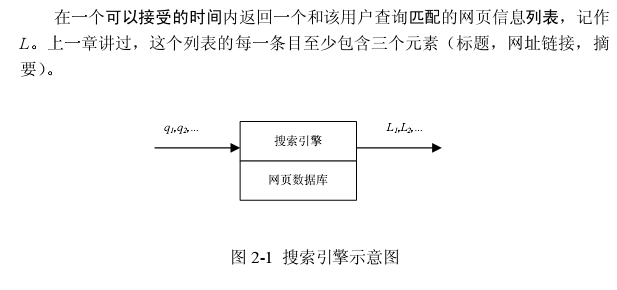 在一个可以接受的时间内返回一个和该用户查询匹配的网页信息列表，记作
L。上一章讲过，这个列表的每一条目至少包含三个元素（标题，网址链接，摘
要）。
q1,q2,...
L1,L2,...
搜索引擎
网页数据库
图 2-1 搜索引擎示意图